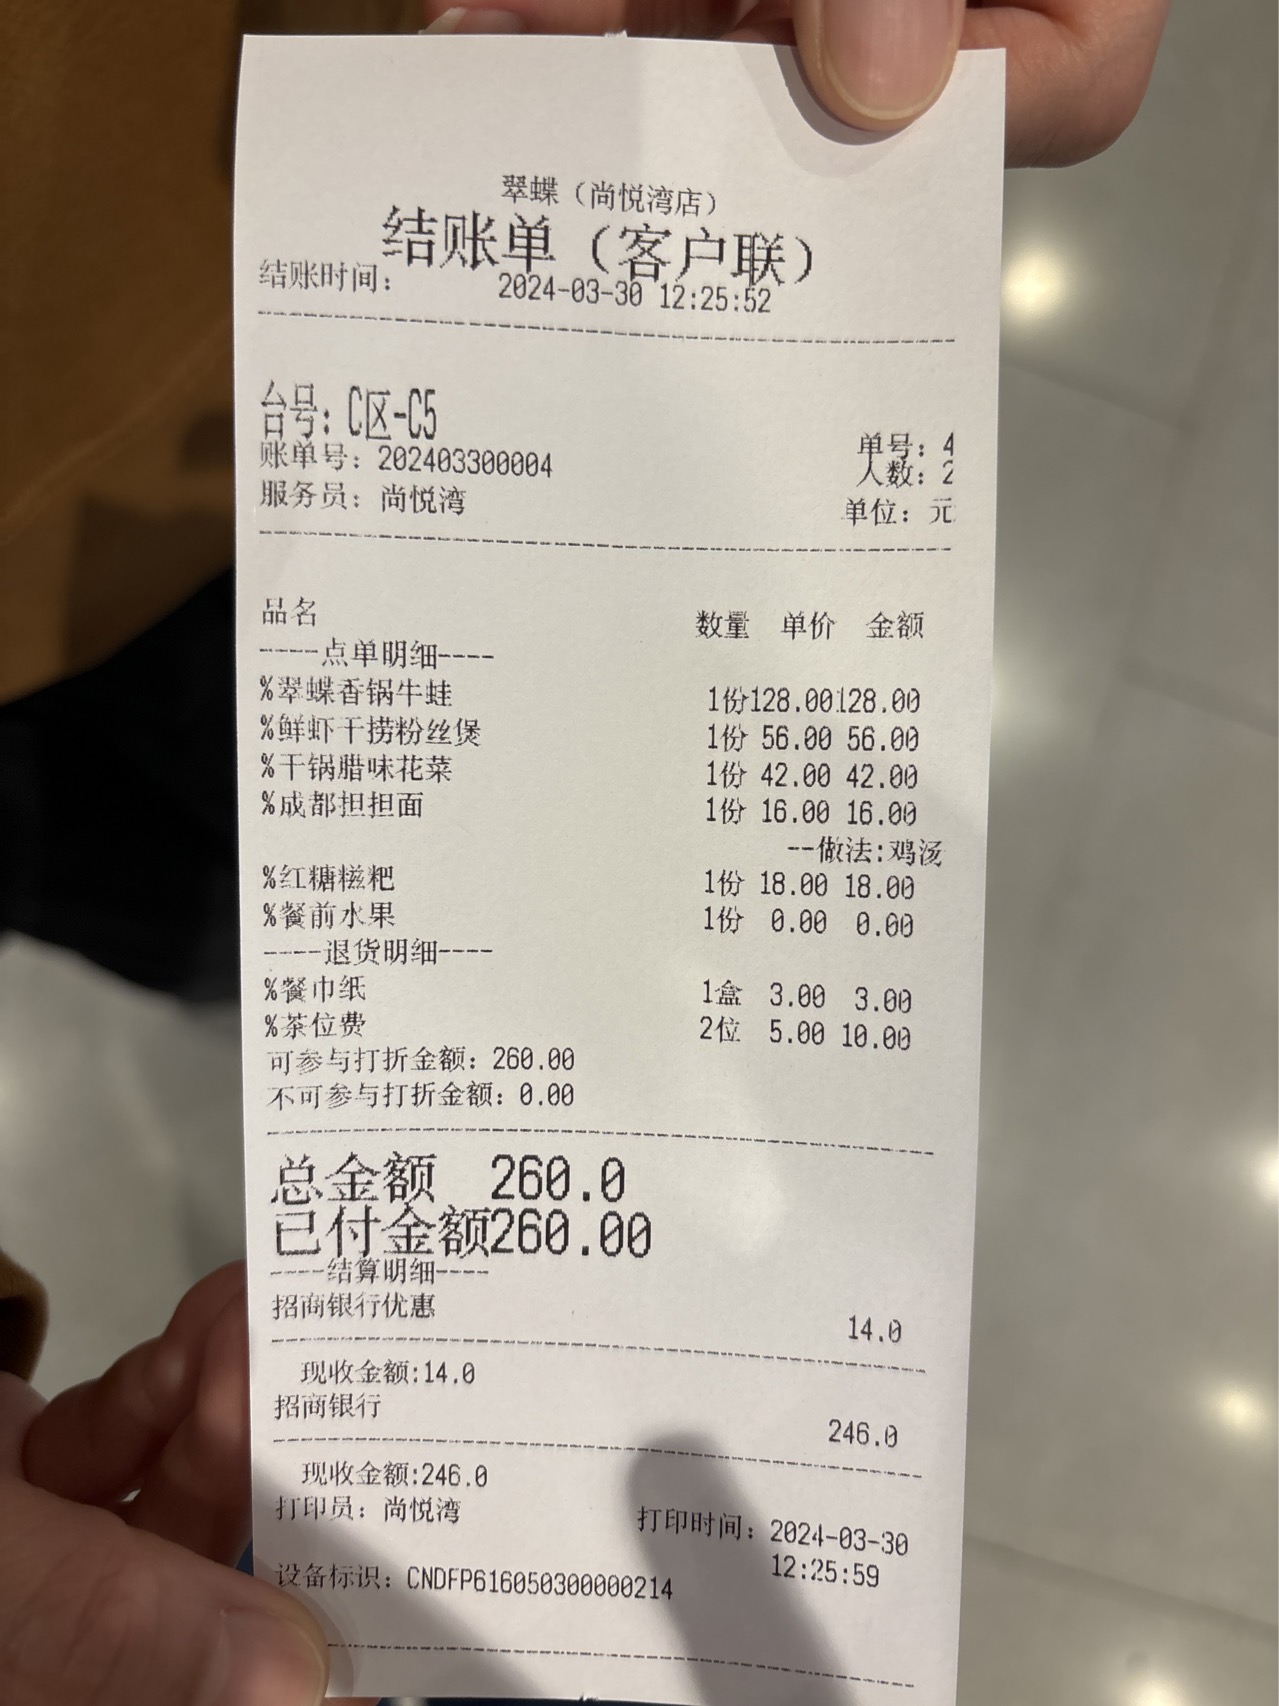 翠蝶（尚悦湾店）
结账单（客户联）
结账时间： 2024-03-30 12:25:52
台号：C区-C5
账单号：202403300004 单号：4
人数：2
服务员：尚悦湾 单位：元
品名 数量 单价 金额
----点单明细----
%翠蝶香锅牛蛙 1份128.00128.00
%鲜虾干捞粉丝煲 1份 56.00 56.00
%干锅腊味花菜 1份 42.00 42.00
%成都担担面 1份 16.00 16.00
--做法:鸡汤
%红糖糍粑 1份 18.00 18.00
%餐前水果 1份 0.00 0.00
----退货明细----
%餐巾纸 1盒 3.00 3.00
%茶位费 2位 5.00 10.00
可参与打折金额：260.00
不可参与打折金额：0.00
总金额 260.0
已付金额260.00
----结算明细----
招商银行优惠 14.0
现收金额:14.0
招商银行 246.0
现收金额:246.0
打印员：尚悦湾 打印时间：2024-03-30
12:25:59
设备标识：CNDFP616050300000214